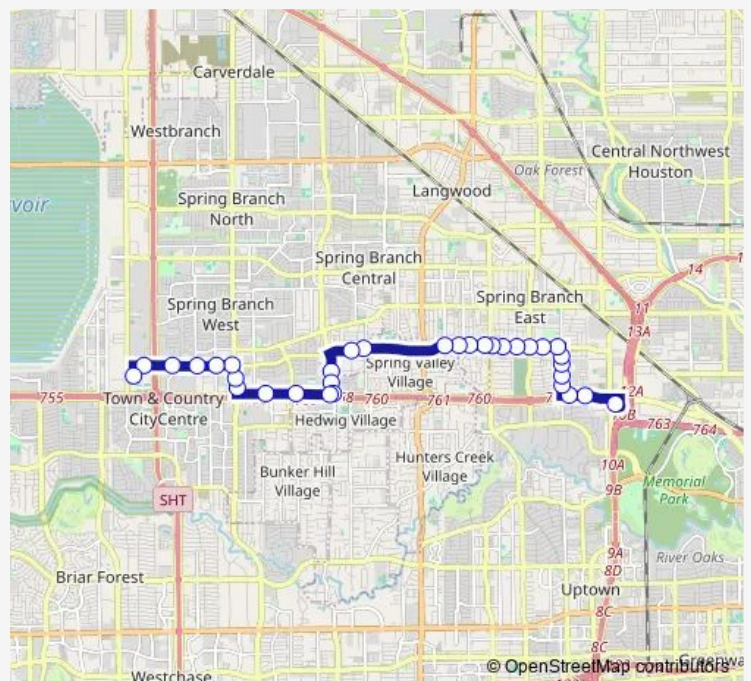 Carverdale
Westbranch
Central Northwest
Houston
Oak Forest
Langwood
voir
Spring Branch
North
Spring Branch
Central
14
Spring Branch
East
11
Spring Branch
West
13A
Spring Valley
Village
755
Town & Country
CityCentre
58
760
761
760
12A
Hedwig Village
763
764
Hunters Creek
Village
10A
Bunker Hill
Village
9B
Memorial
Park
SHT
9A
River Oaks
8D
Briar Forest
Uptown
8C
8C
Westchase
© OpenStreetMap contributors